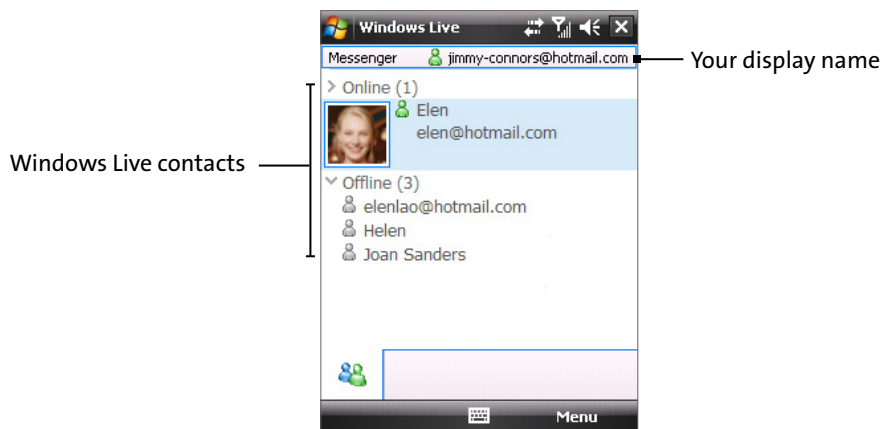 Windows Live
Messenger jimmy-connors@hotmail.com
Your display name
Online (1)
Elen
elen@hotmail.com
Windows Live contacts
Offline (3)
elenlao@hotmail.com
Helen
Joan Sanders
Menu